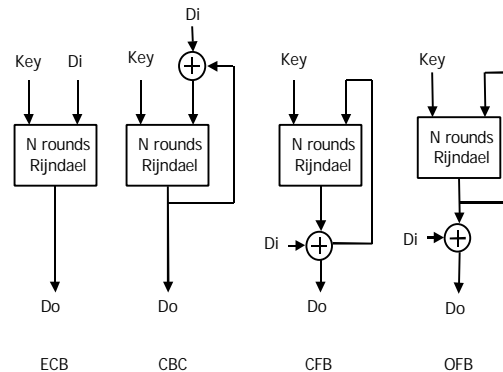 Di
Key
Di
Key
Key
Key
N rounds
Rijndael
N rounds
Rijndael
N rounds
Rijndael
N rounds
Rijndael
Di
Di
Do
Do
Do
Do
ECB
CBC
CFB
OFB